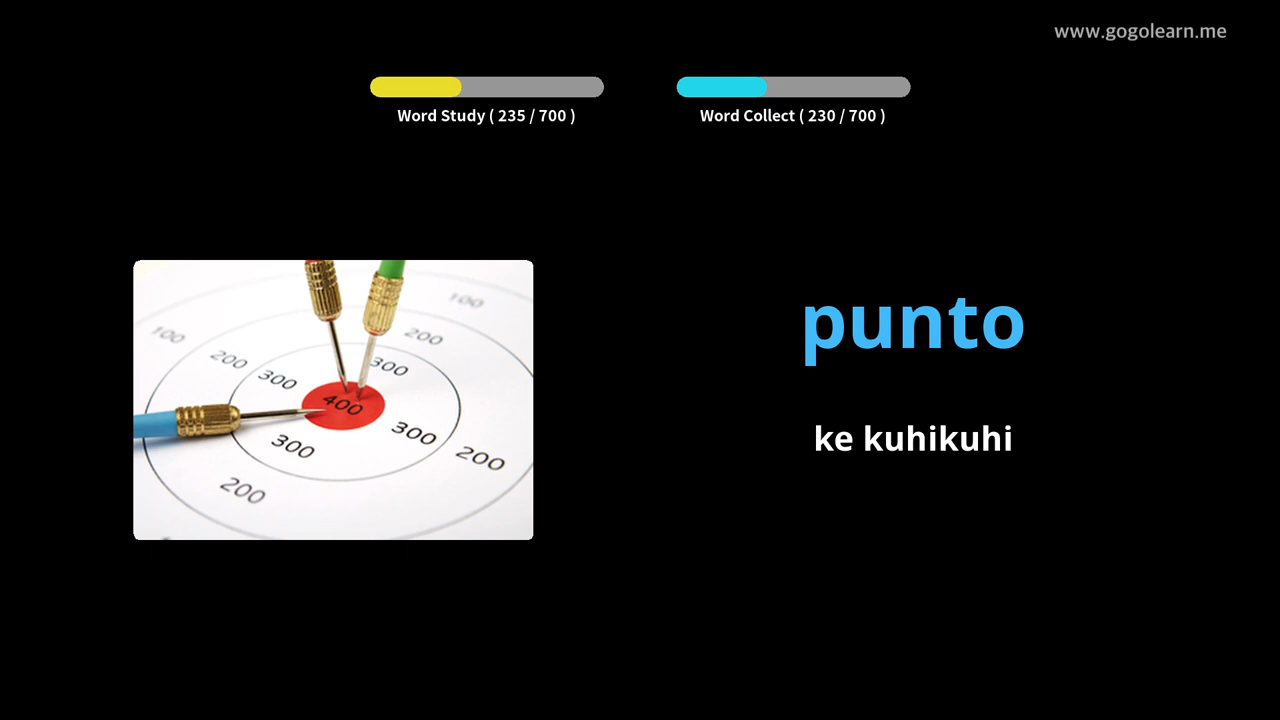 www.gogolearn.me
Word Study ( 235 / 700 )
Word Collect ( 230 / 700 )
punto
ke kuhikuhi
100
100
200
200
300
300
400
300
300
200
200